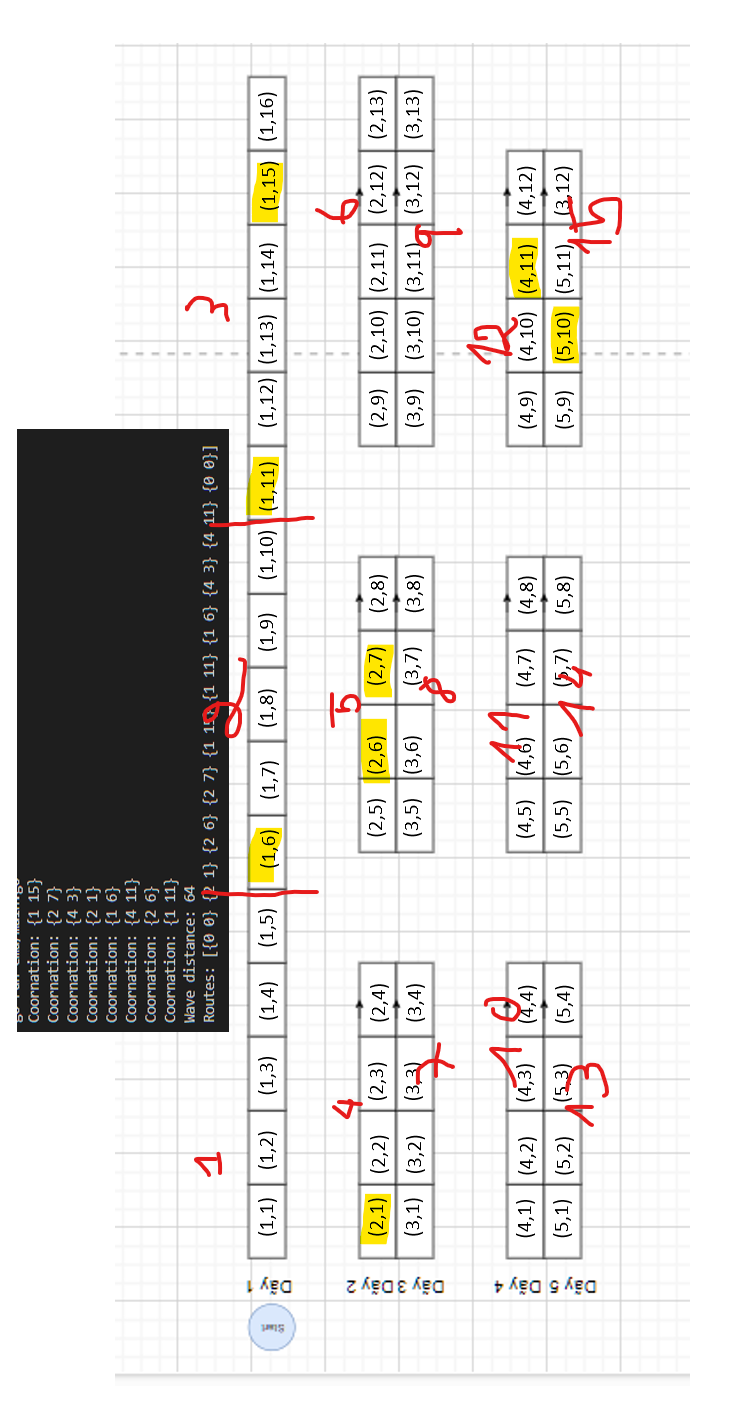 go run cmd/main.go
Coornation: {1 15}
Coornation: {2 7}
Coornation: {4 3}
Coornation: {2 1}
Coornation: {1 6}
Coornation: {4 11}
Coornation: {2 6}
Coornation: {1 11}
Wave distance: 64
Routes: [{0 0} {2 1} {2 6} {2 7} {1 15} {1 11} {1 6} {4 3} {4 11} {0 0}]
1
2
3
Start
Dãy 1
(1,1) (1,2) (1,3) (1,4) (1,5) (1,6) (1,7) (1,8) (1,9) (1,10) (1,11) (1,12) (1,13) (1,14) (1,15) (1,16)
4
5
6
Dãy 2
(2,1) (2,2) (2,3) (2,4) (2,5) (2,6) (2,7) (2,8) (2,9) (2,10) (2,11) (2,12) (2,13)
Dãy 3
(3,1) (3,2) (3,3) (3,4) (3,5) (3,6) (3,7) (3,8) (3,9) (3,10) (3,11) (3,12) (3,13)
7
8
9
10
11
12
Dãy 4
(4,1) (4,2) (4,3) (4,4) (4,5) (4,6) (4,7) (4,8) (4,9) (4,10) (4,11) (4,12)
Dãy 5
(5,1) (5,2) (5,3) (5,4) (5,5) (5,6) (5,7) (5,8) (5,9) (5,10) (5,11) (3,12)
13
14
15